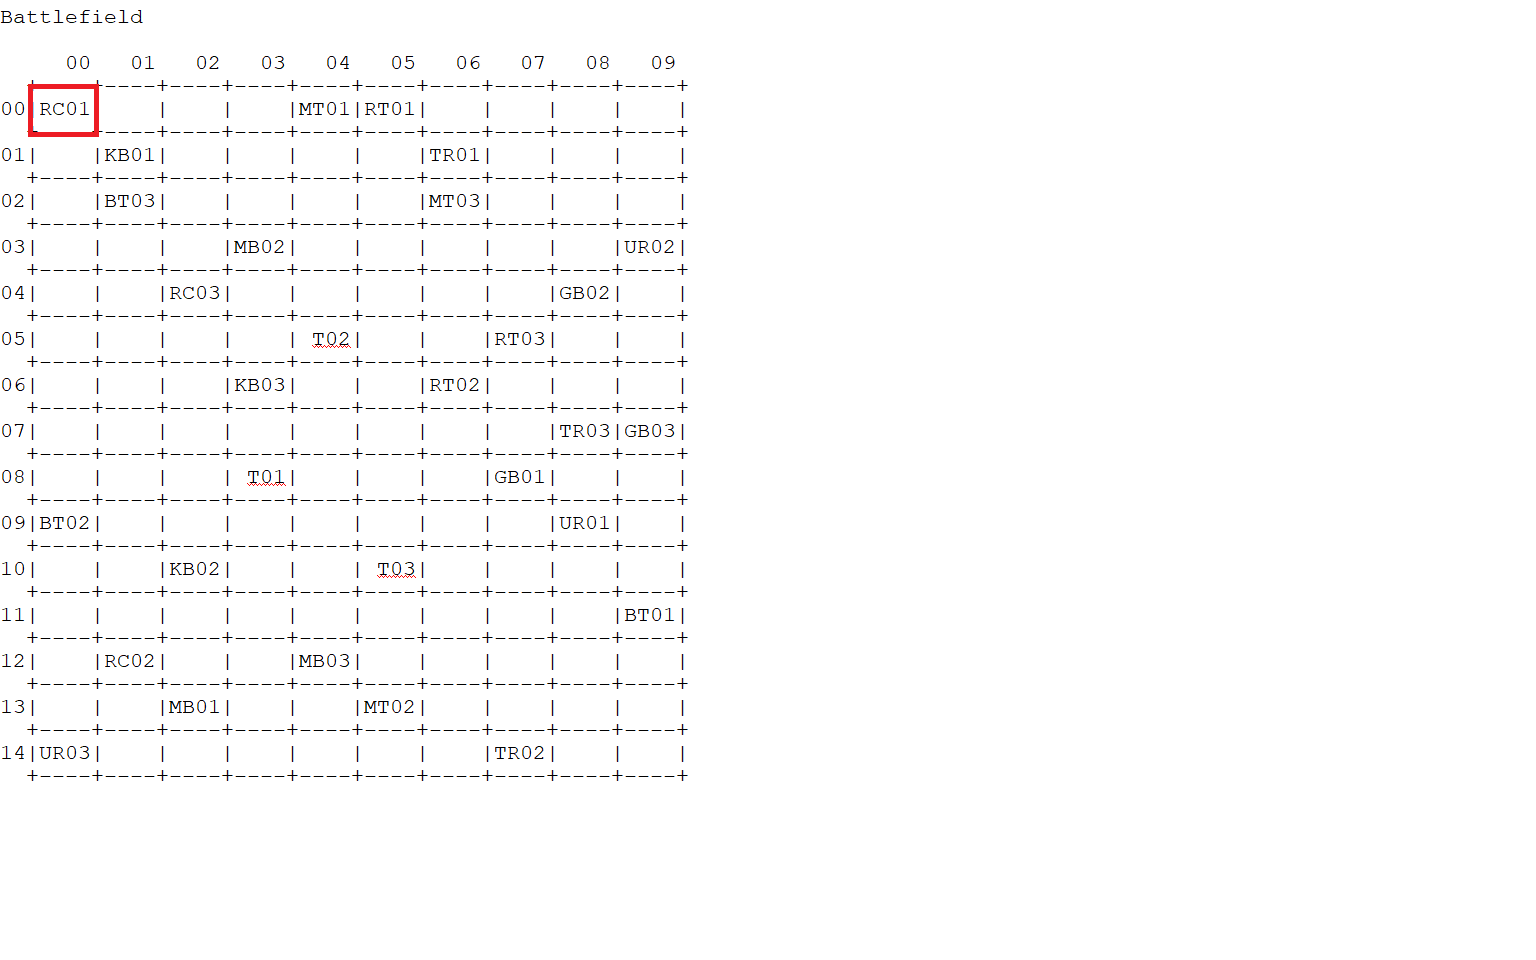 Battlefield
     00   01   02   03   04   05   06   07   08   09
  +----+----+----+----+----+----+----+----+----+----+
00|RC01|    |    |    |MT01|RT01|    |    |    |    |
  +----+----+----+----+----+----+----+----+----+----+
01|    |KB01|    |    |    |    |TR01|    |    |    |
  +----+----+----+----+----+----+----+----+----+----+
02|    |BT03|    |    |    |    |MT03|    |    |    |
  +----+----+----+----+----+----+----+----+----+----+
03|    |    |    |MB02|    |    |    |    |    |UR02|
  +----+----+----+----+----+----+----+----+----+----+
04|    |    |RC03|    |    |    |    |    |GB02|    |
  +----+----+----+----+----+----+----+----+----+----+
05|    |    |    |    | T02|    |    |RT03|    |    |
  +----+----+----+----+----+----+----+----+----+----+
06|    |    |    |KB03|    |    |RT02|    |    |    |
  +----+----+----+----+----+----+----+----+----+----+
07|    |    |    |    |    |    |    |    |TR03|GB03|
  +----+----+----+----+----+----+----+----+----+----+
08|    |    |    | T01|    |    |    |GB01|    |    |
  +----+----+----+----+----+----+----+----+----+----+
09|BT02|    |    |    |    |    |    |    |UR01|    |
  +----+----+----+----+----+----+----+----+----+----+
10|    |    |KB02|    |    | T03|    |    |    |    |
  +----+----+----+----+----+----+----+----+----+----+
11|    |    |    |    |    |    |    |    |    |BT01|
  +----+----+----+----+----+----+----+----+----+----+
12|    |RC02|    |    |MB03|    |    |    |    |    |
  +----+----+----+----+----+----+----+----+----+----+
13|    |    |MB01|    |    |MT02|    |    |    |    |
  +----+----+----+----+----+----+----+----+----+----+
14|UR03|    |    |    |    |    |    |TR02|    |    |
  +----+----+----+----+----+----+----+----+----+----+